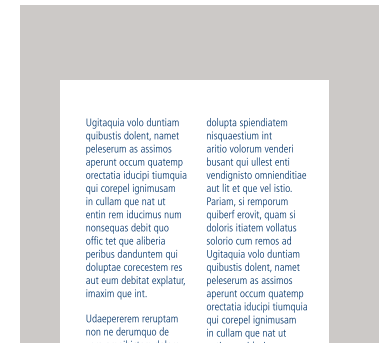 Ugitaquia volo duntiam
quibustis dolent, namet
peleserum as assimos
aperunt occum quatemp
orectatia iducipi tiumquia
qui corepel ignimusam
in cullam que nat ut
entin rem iducimus num
nonsequas debit quo
offic tet que aliberia
peribus danduntem qui
doluptae corecestem res
aut eum debitat explatur,
imaxim que int.
Udaepererem reruptam
non ne derumquo de
dolupta spiendiatem
nisquaestium int
aritio volorum venderi
busant qui ullest enti
vendignisto omnienditiae
aut lit et que vel istio.
Pariam, si remporum
quiberf erovit, quam si
doloris itiatem vollatus
solorio cum remos ad
Ugitaquia volo duntiam
quibustis dolent, namet
peleserum as assimos
aperunt occum quatemp
orectatia iducipi tiumquia
qui corepel ignimusam
in cullam que nat ut